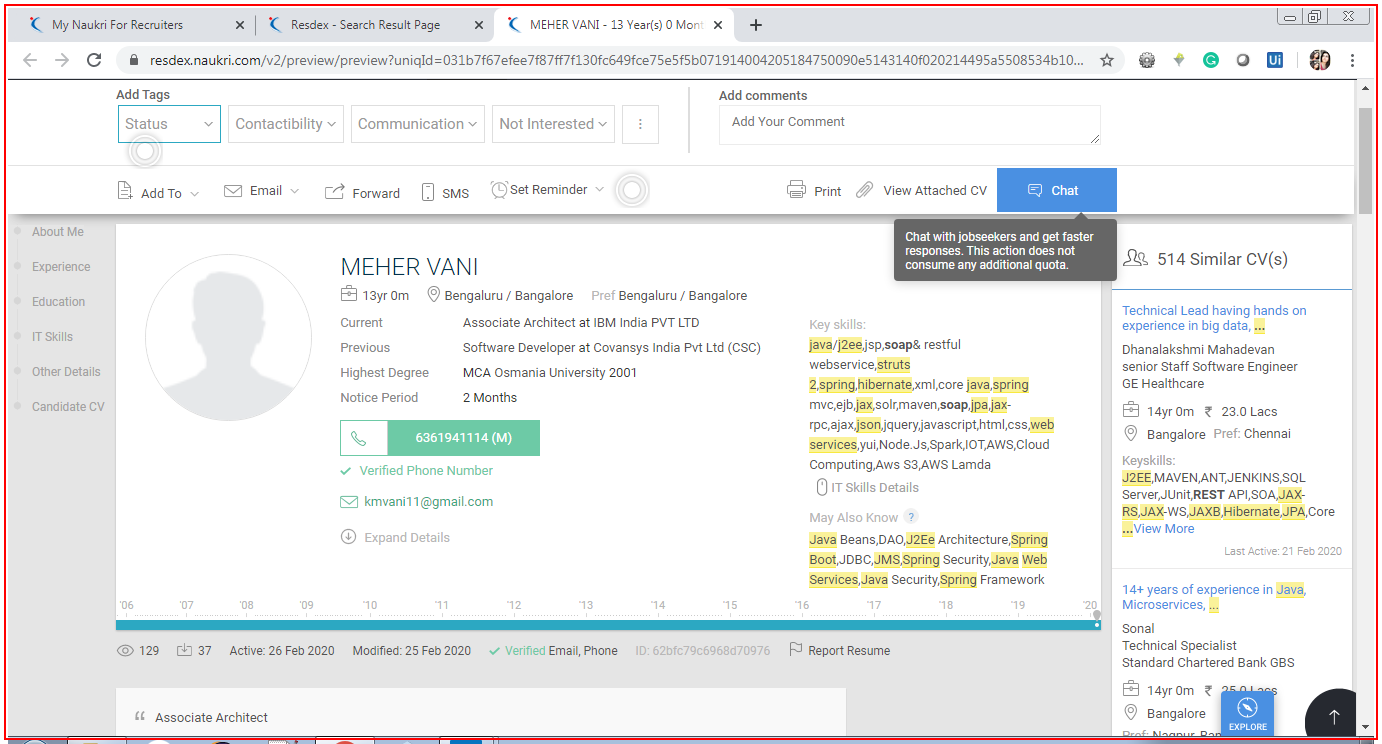 My Naukri For Recruiters
Resdex - Search Result Page
MEHER VANI - 13 Year(s) 0 Mont
resdex.naukri.com/v2/preview/preview?uniqId=031b7f67efee7f87ff7f130fc649fce75e5f5b07191400420518475009​0e5143140f020214495a5508534b10...
Ui
Add Tags
Add comments
Status
Contactibility
Communication
Not Interested
Add Your Comment
Add To
Email
Forward
SMS
Set Reminder
Print
View Attached CV
Chat
Chat with jobseekers and get faster
responses. This action does not
consume any additional quota.
About Me
Experience
Education
IT Skills
Other Details
Candidate CV
MEHER VANI
13yr 0m
Bengaluru / Bangalore
Pref Bengaluru / Bangalore
Current Associate Architect at IBM India PVT LTD
Previous Software Developer at Covansys India Pvt Ltd (CSC)
Highest Degree MCA Osmania University 2001
Notice Period 2 Months
6361941114 (M)
Verified Phone Number
kmvani11@gmail.com
Expand Details
Key skills:
java/j2ee,jsp,soap& restful
webservice,struts
2,spring,hibernate,xml,core java,spring
mvc,ejb,jax,solr,maven,soap,jpa,jax-
rpc,ajax,json,jquery,javascript,html,css,web
services,yui,Node.Js,Spark,IOT,AWS,Cloud
Computing,Aws S3,AWS Lamda
IT Skills Details
May Also Know ?
Java Beans,DAO,J2Ee Architecture,Spring
Boot,JDBC,JMS,Spring Security,Java Web
Services,Java Security,Spring Framework
'06 '07 '08 '09 '10 '11 '12 '13 '14 '15 '16 '17 '18 '19 '20
129
37
Active: 26 Feb 2020
Modified: 25 Feb 2020
Verified Email, Phone
ID: 62bfc79c6968d70976
Report Resume
Associate Architect
514 Similar CV(s)
Technical Lead having hands on
experience in big data, ...
Dhanalakshmi Mahadevan
senior Staff Software Engineer
GE Healthcare
14yr 0m ₹ 23.0 Lacs
Bangalore Pref: Chennai
Keyskills:
J2EE,MAVEN,ANT,JENKINS,SQL
Server,JUnit,REST API,SOA,JAX-
RS,JAX-WS,JAXB,Hibernate,JPA,Core
...View More
Last Active: 21 Feb 2020
14+ years of experience in Java,
Microservices, ...
Sonal
Technical Specialist
Standard Chartered Bank GBS
14yr 0m ₹ 25.0 Lacs
Bangalore
Pref: Nagpur, Ban
EXPLORE